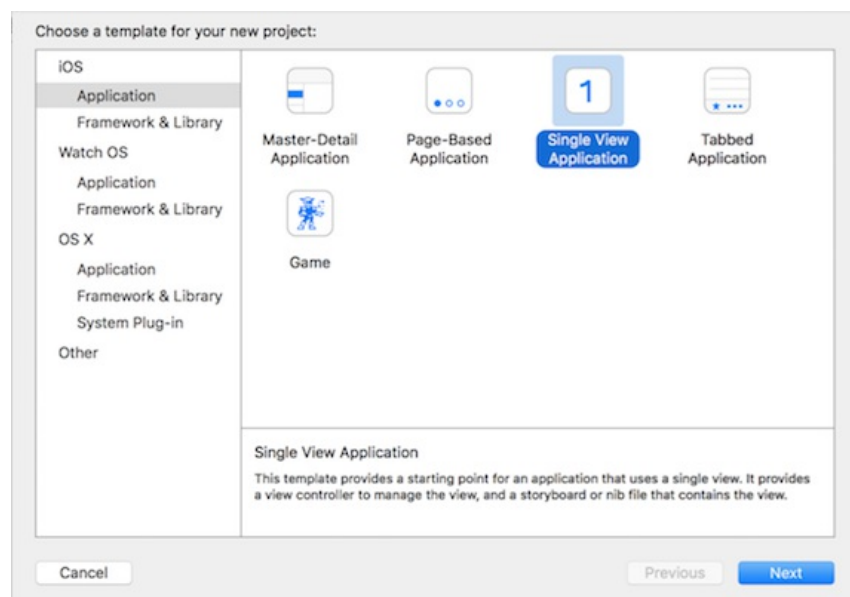 Choose a template for your new project:
iOS
Application
Framework & Library
Watch OS
Application
Framework & Library
OS X
Application
Framework & Library
System Plug-in
Other
Master-Detail
Application
Page-Based
Application
1
Single View
Application
Tabbed
Application
Game
Single View Application
This template provides a starting point for an application that uses a single view. It provides
a view controller to manage the view, and a storyboard or nib file that contains the view.
Cancel
Previous
Next